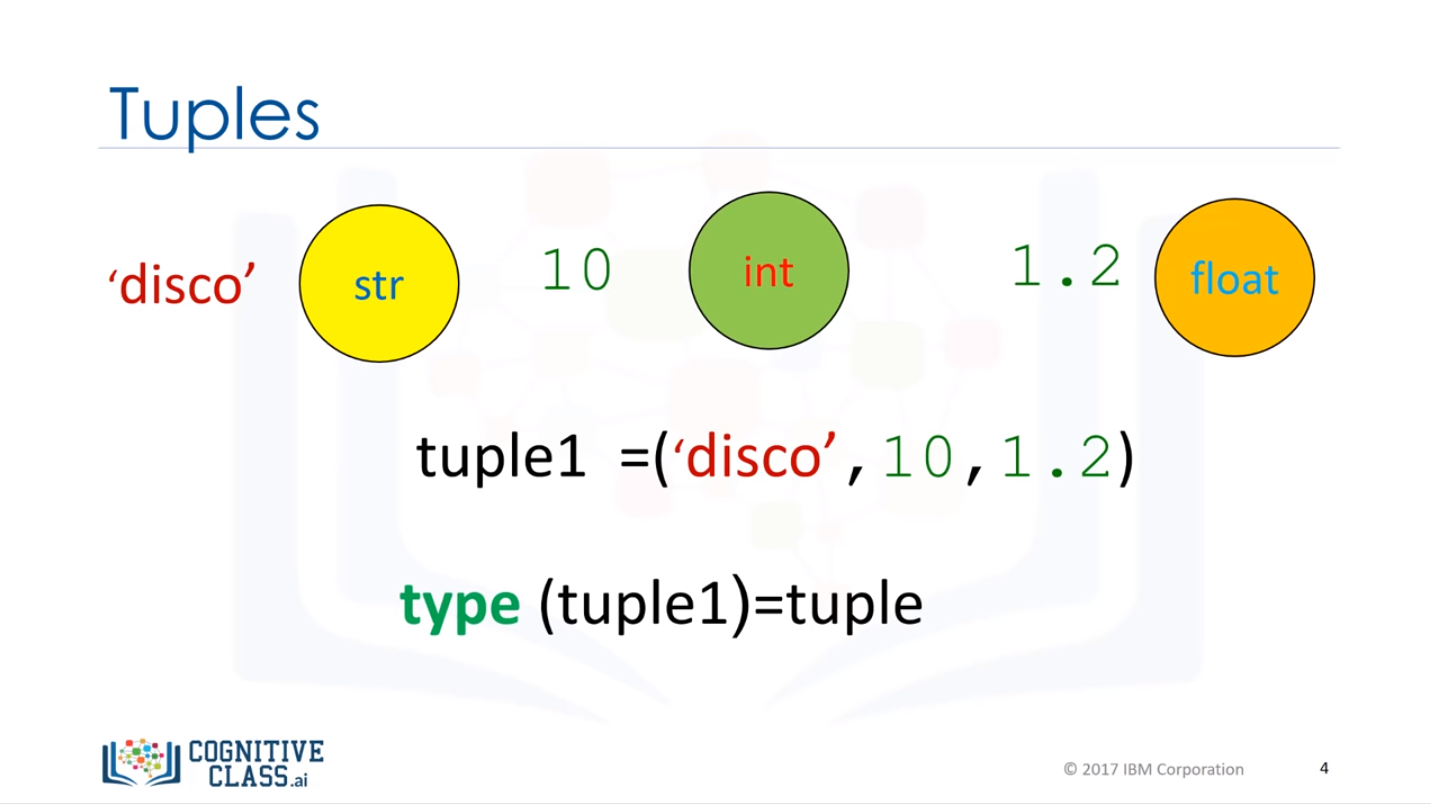 Tuples
‘disco’ str 10 int 1.2 float
tuple1 =(‘disco’,10,1.2)
type (tuple1)=tuple
COGNITIVE
CLASS.ai
© 2017 IBM Corporation 4